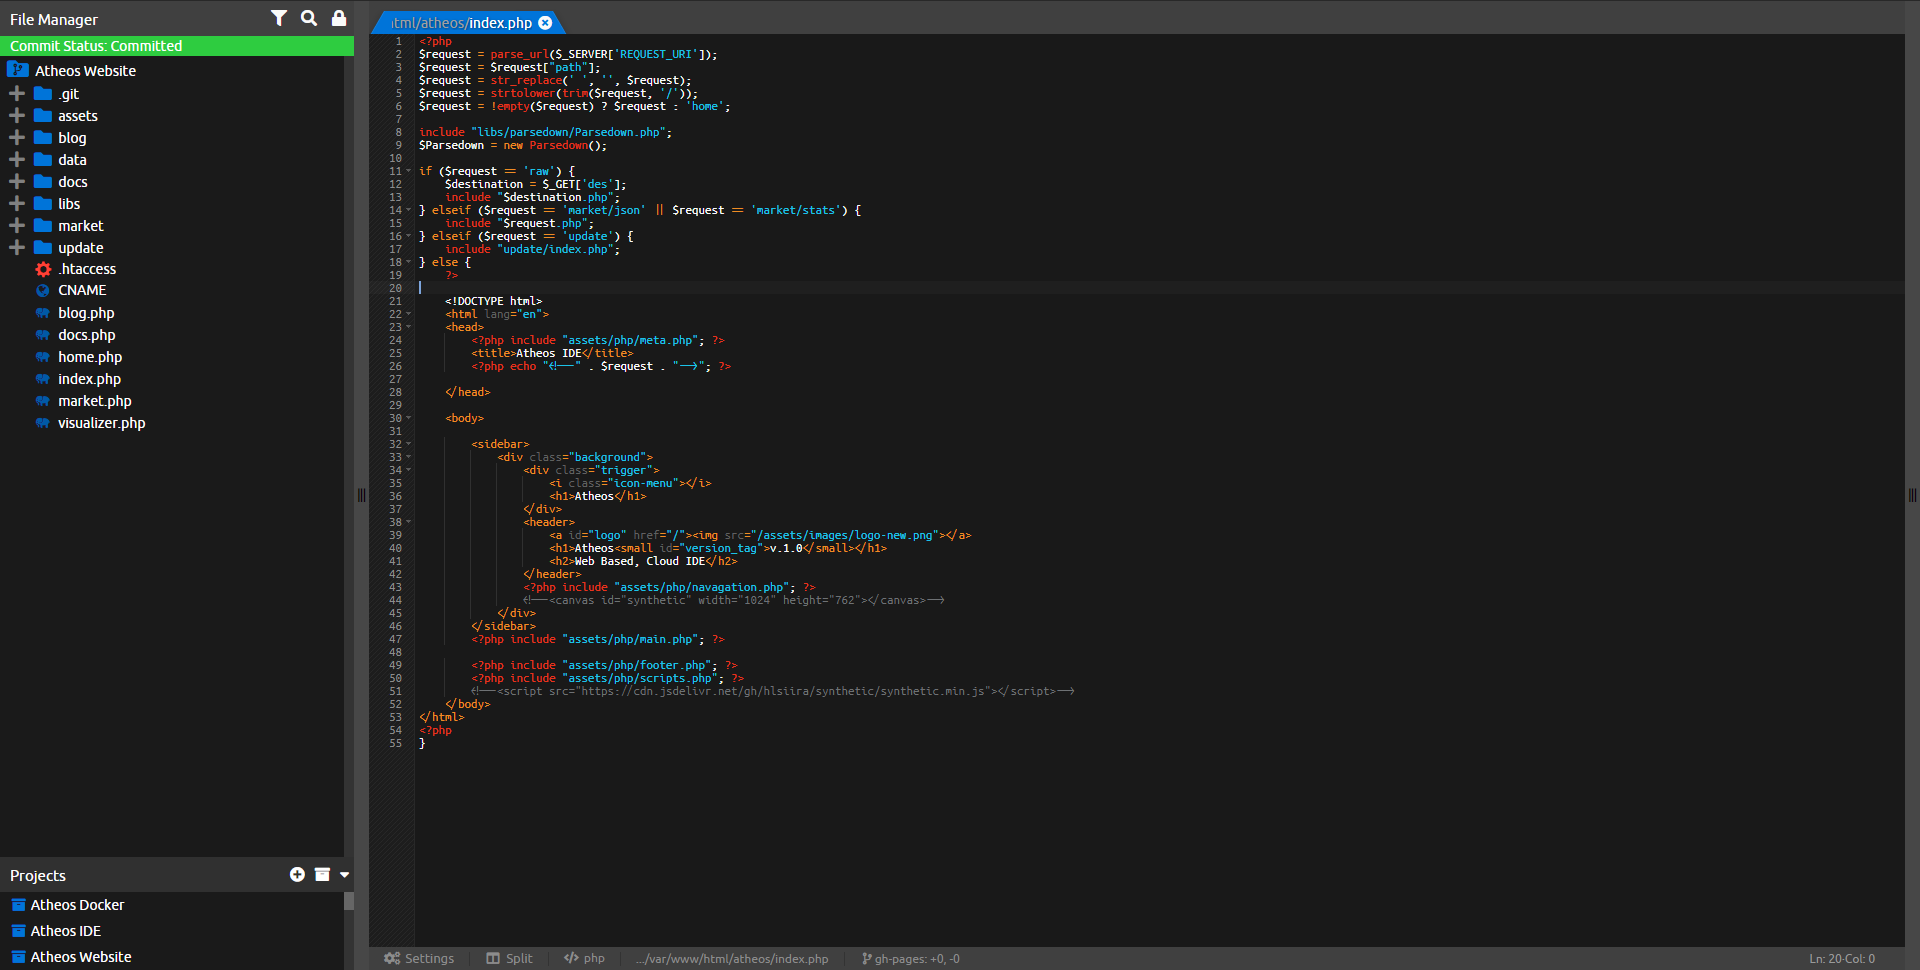 File Manager
Commit Status: Committed
Atheos Website
.git
assets
blog
data
docs
libs
market
update
.htaccess
CNAME
blog.php
docs.php
home.php
index.php
market.php
visualizer.php
Projects
Atheos Docker
Atheos IDE
Atheos Website
html/atheos/index.php
1 <?php
2 $request = parse_url($_SERVER['REQUEST_URI']);
3 $request = $request["path"];
4 $request = str_replace(' ', '', $request);
5 $request = strtolower(trim($request, '/'));
6 $request = !empty($request) ? $request : 'home';
7
8 include "libs/parsedown/Parsedown.php";
9 $Parsedown = new Parsedown();
10
11 if ($request == 'raw') {
12 $destination = $_GET['des'];
13 include "$destination.php";
14 } elseif ($request == 'market/json' || $request == 'market/stats') {
15 include "$request.php";
16 } elseif ($request == 'update') {
17 include "update/index.php";
18 } else {
19 ?>
20
21 <!DOCTYPE html>
22 <html lang="en">
23 <head>
24 <?php include "assets/php/meta.php"; ?>
25 <title>Atheos IDE</title>
26 <?php echo "<!--" . $request . "-->"; ?>
27
28 </head>
29
30 <body>
31
32 <sidebar>
33 <div class="background">
34 <div class="trigger">
35 <i class="icon-menu"></i>
36 <h1>Atheos</h1>
37 </div>
38 <header>
39 <a id="logo" href="/"><img src="/assets/images/logo-new.png"></a>
40 <h1>Atheos<small id="version_tag">v.1.0</small></h1>
41 <h2>Web Based, Cloud IDE</h2>
42 </header>
43 <?php include "assets/php/navagation.php"; ?>
44 <!--<canvas id="synthetic" width="1024" height="762"></canvas>-->
45 </div>
46 </sidebar>
47 <?php include "assets/php/main.php"; ?>
48
49 <?php include "assets/php/footer.php"; ?>
50 <?php include "assets/php/scripts.php"; ?>
51 <!--<script src="https://cdn.jsdelivr.net/gh/hlsiira/synthetic/synthetic.min.js"></script>-->
52 </body>
53 </html>
54 <?php
55 }
Settings Split php .../var/www/html/atheos/index.php gh-pages: +0, -0 Ln: 20·Col: 0